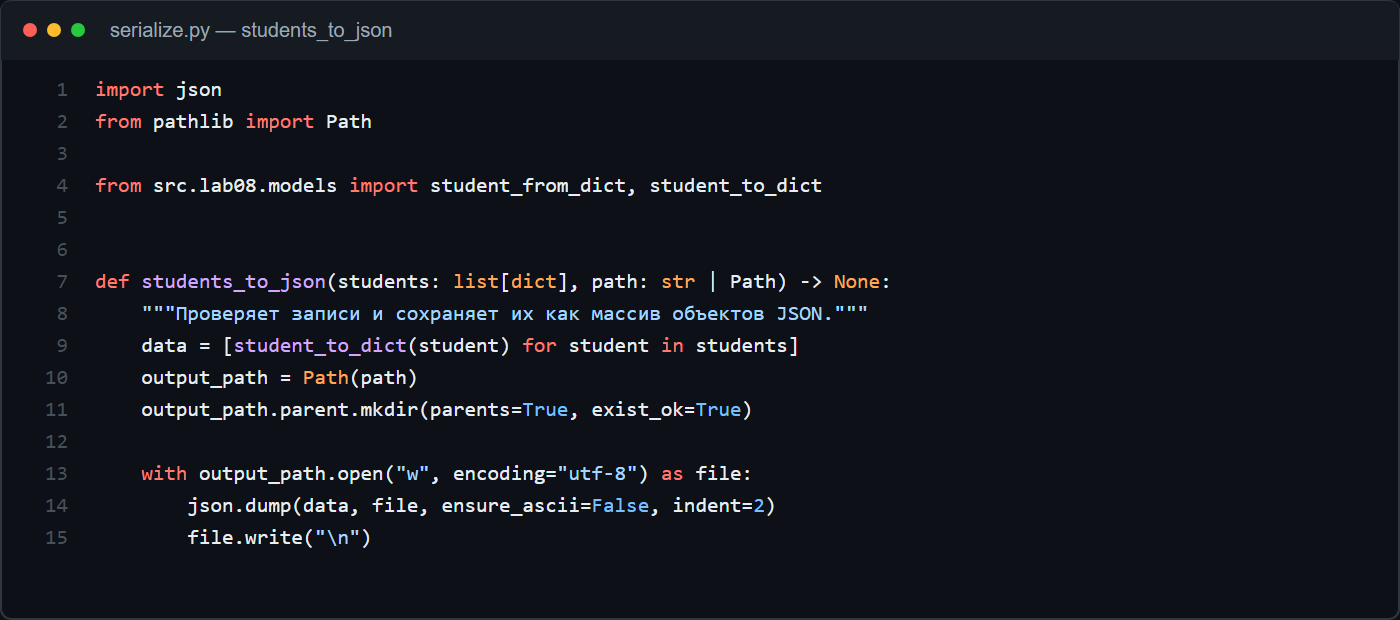 serialize.py — students_to_json
1 import json
2 from pathlib import Path
3
4 from src.lab08.models import student_from_dict, student_to_dict
5
6
7 def students_to_json(students: list[dict], path: str | Path) -> None:
8     """Проверяет записи и сохраняет их как массив объектов JSON."""
9     data = [student_to_dict(student) for student in students]
10     output_path = Path(path)
11     output_path.parent.mkdir(parents=True, exist_ok=True)
12
13     with output_path.open("w", encoding="utf-8") as file:
14         json.dump(data, file, ensure_ascii=False, indent=2)
15         file.write("\n")